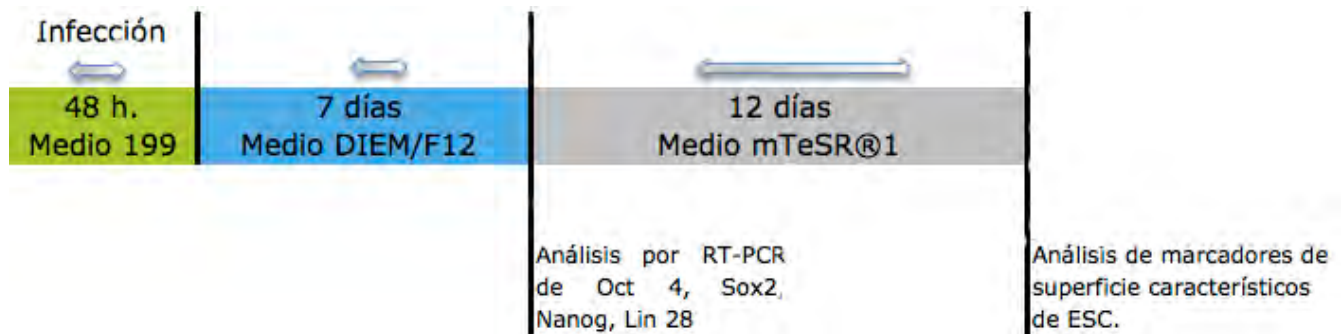 Infección
48 h.
Medio 199
7 días
Medio DIEM/F12
12 días
Medio mTeSR®1
Análisis por RT-PCR
de Oct 4, Sox2,
Nanog, Lin 28
Análisis de marcadores de
superficie característicos
de ESC.